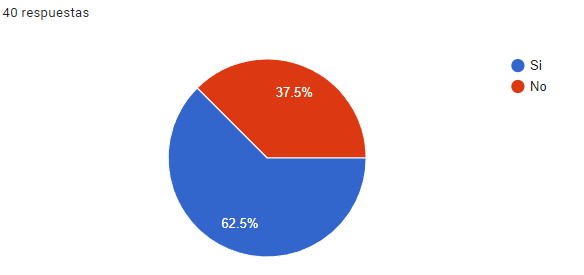 40 respuestas
Si
No
37.5%
62.5%